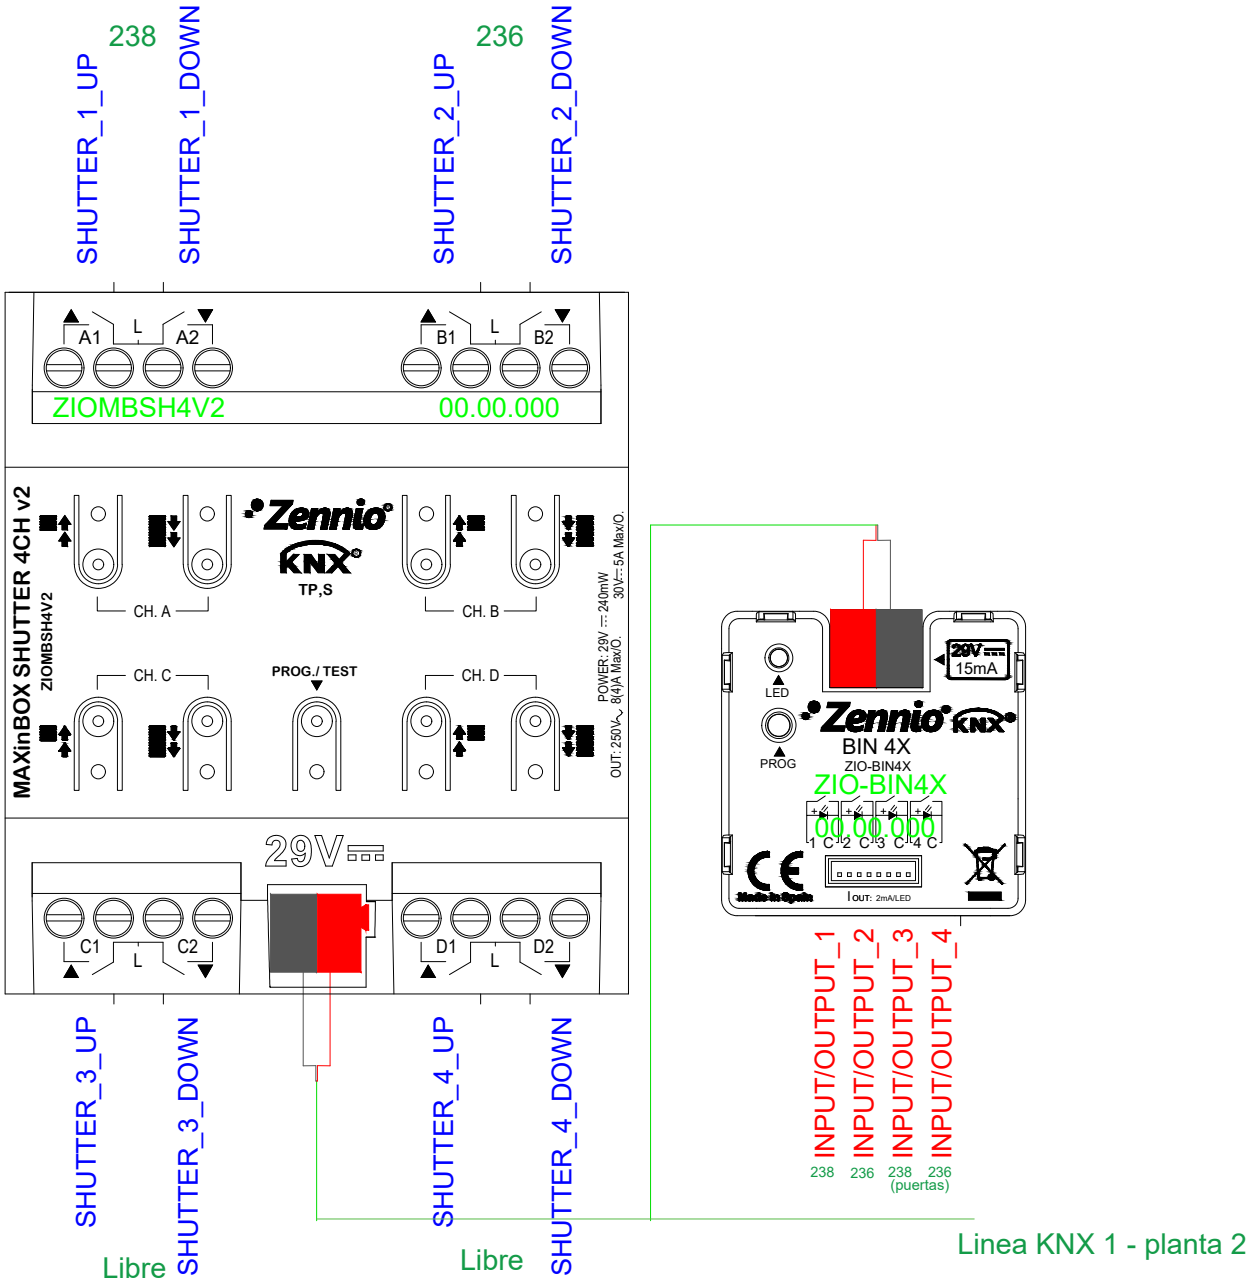 238
236
SHUTTER_1_UP
SHUTTER_1_DOWN
SHUTTER_2_UP
SHUTTER_2_DOWN
A1
L
A2
B1
L
B2
ZIOMBSH4V2
00.00.000
MAXinBOX SHUTTER 4CH v2
ZIOMBSH4V2
Zennio
KNX
TP,S
CH. A
CH. B
CH. C
PROG./ TEST
CH. D
POWER: 29V 240mW
OUT: 250V 8(4)A Max/O. 30V 5A Max/O.
29V
C1
L
C2
D1
L
D2
SHUTTER_3_UP
SHUTTER_3_DOWN
SHUTTER_4_UP
SHUTTER_4_DOWN
Libre
Libre
LED
29V
15mA
Zennio KNX
PROG
BIN 4X
ZIO-BIN4X
ZIO-BIN4X
00.00.000
1 C 2 C 3 C 4 C
CE
Made in Spain
IOUT: 2mA/LED
INPUT/OUTPUT_1
INPUT/OUTPUT_2
INPUT/OUTPUT_3
INPUT/OUTPUT_4
238
236
238
236
(puertas)
Linea KNX 1 - planta 2